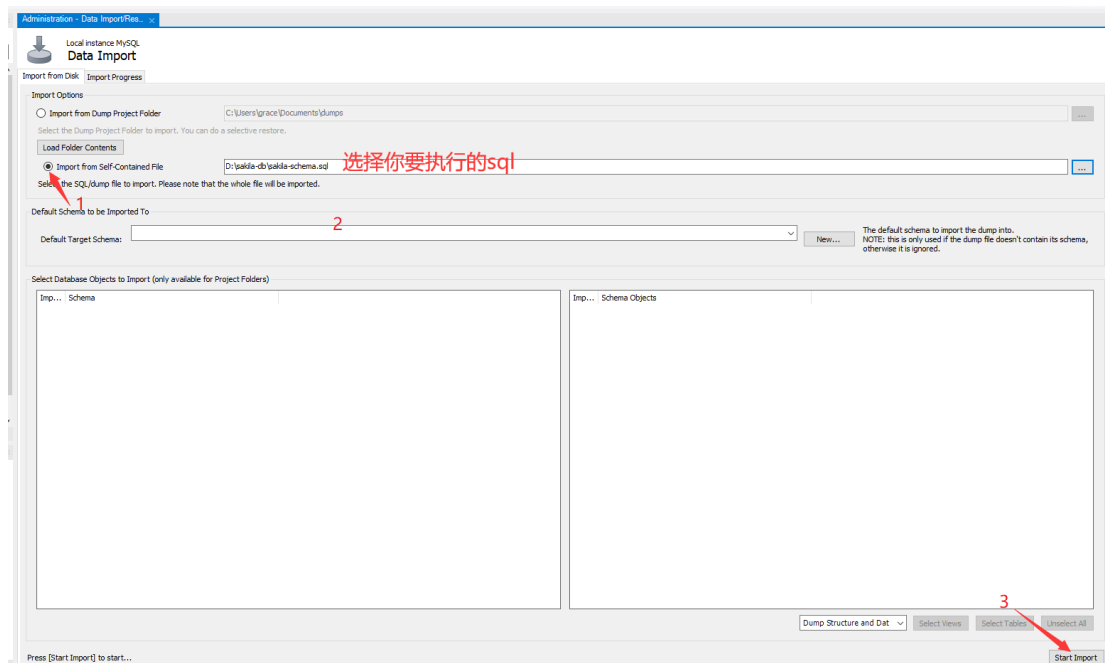 Administration - Data Import/Res... ×
Local instance MySQL
Data Import
Import from Disk Import Progress
Import Options
Import from Dump Project Folder C:\Users\grace\Documents\dumps ...
Select the Dump Project Folder to import. You can do a selective restore.
Load Folder Contents
Import from Self-Contained File D:\sakila-db\sakila-schema.sql 选择你要执行的sql ...
Select the SQL/dump file to import. Please note that the whole file will be imported.
1
Default Schema to be Imported To
2
Default Target Schema: New... The default schema to import the dump into.
NOTE: this is only used if the dump file doesn't contain its schema,
otherwise it is ignored.
Select Database Objects to Import (only available for Project Folders)
Imp... Schema Imp... Schema Objects
3
Dump Structure and Dat Select Views Select Tables Unselect All
Press [Start Import] to start... Start Import